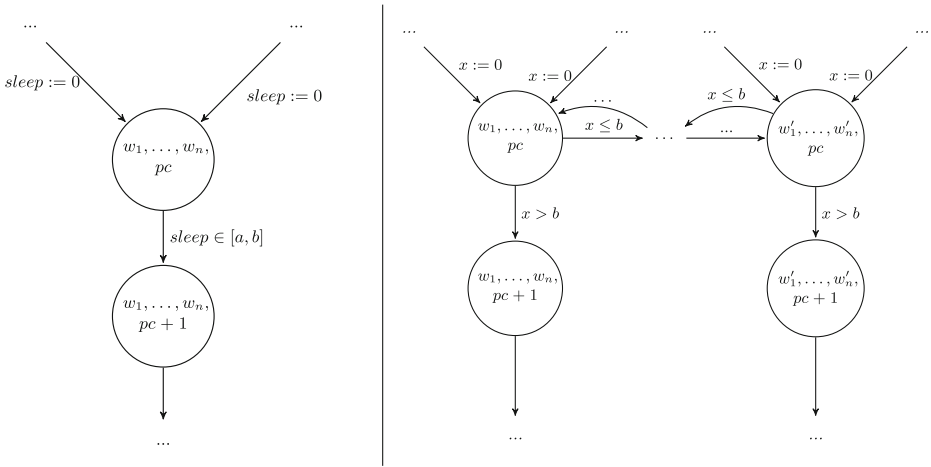 ... ...
sleep := 0
sleep := 0
w₁, . . . , wₙ,
pc
sleep ∈ [a, b]
w₁, . . . , wₙ,
pc + 1
...
... ... ... ...
x := 0
x := 0
x := 0
x := 0
w₁, . . . , wₙ,
pc
. . .
x ≤ b
. . .
x ≤ b
...
w′₁, . . . , w′ₙ,
pc
x > b
x > b
w₁, . . . , wₙ,
pc + 1
w′₁, . . . , w′ₙ,
pc + 1
... ...